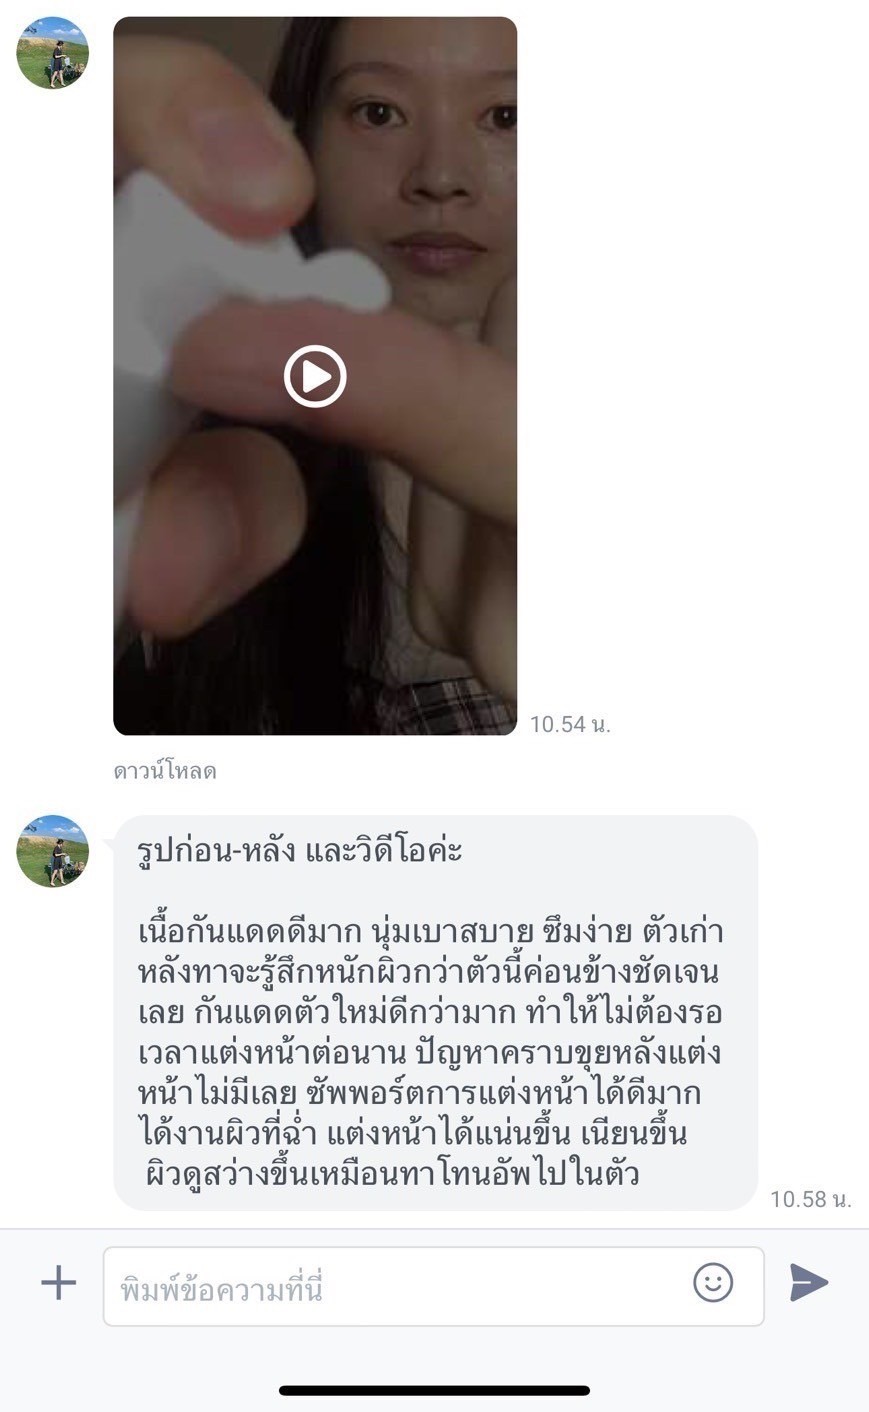 10.54 น.
ดาวน์โหลด
รูปก่อน-หลัง และวิดีโอค่ะ
เนื้อกันแดดดีมาก นุ่มเบาสบาย ซึมง่าย ตัวเก่า
หลังทาจะรู้สึกหนักผิวกว่าตัวนี้ค่อนข้างชัดเจน
เลย กันแดดตัวใหม่ดีกว่ามาก ทำให้ไม่ต้องรอ
เวลาแต่งหน้าต่อนาน ปัญหาคราบขุยหลังแต่ง
หน้าไม่มีเลย ซัพพอร์ตการแต่งหน้าได้ดีมาก
ได้งานผิวที่ฉ่ำ แต่งหน้าได้แน่นขึ้น เนียนขึ้น
ผิวดูสว่างขึ้นเหมือนทาโทนอัพไปในตัว
10.58 น.
พิมพ์ข้อความที่นี่